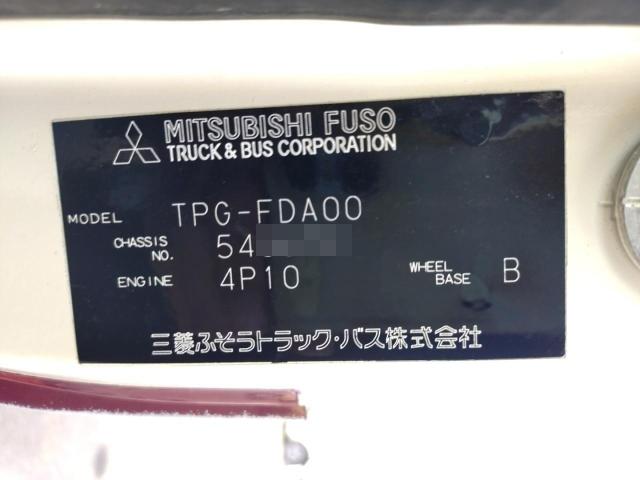 MITSUBISHI FUSO
TRUCK & BUS CORPORATION
MODEL TPG-FDA00
CHASSIS NO. 54
ENGINE 4P10 WHEEL BASE B
三菱ふそうトラック・バス株式会社